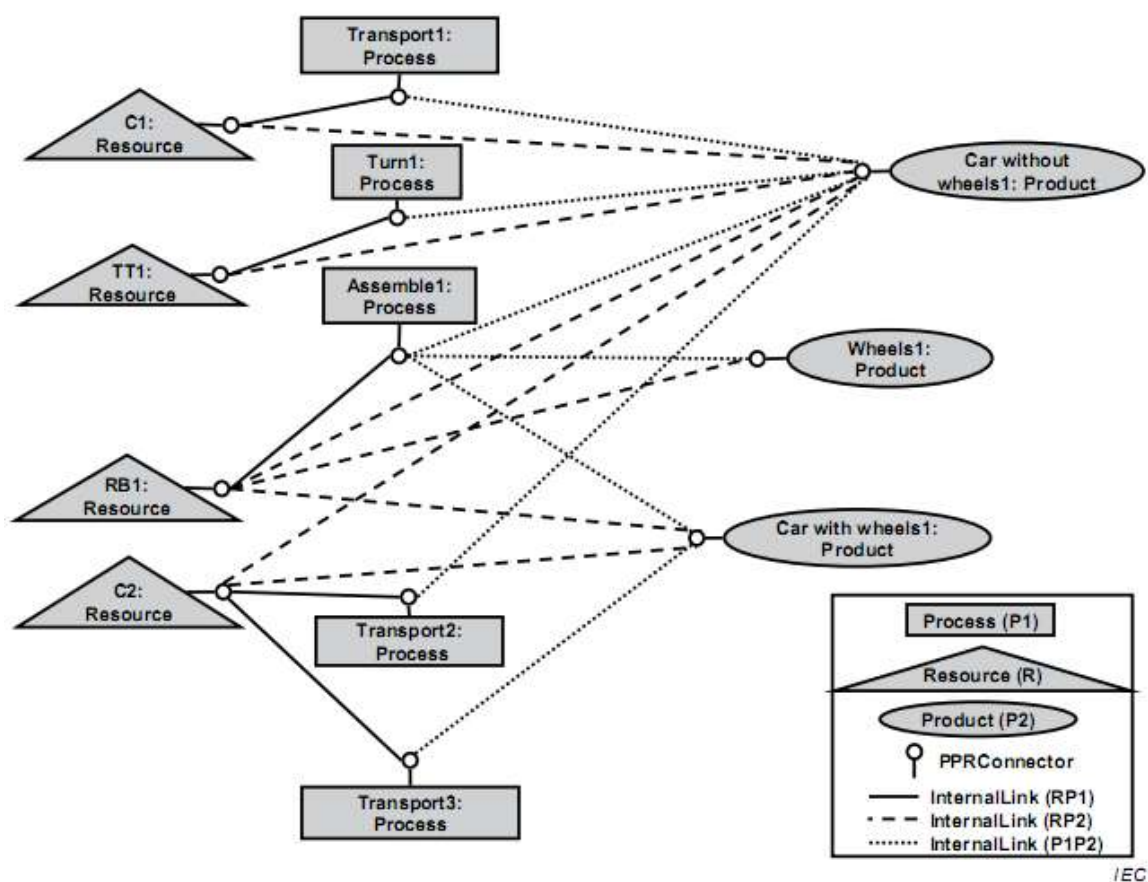 Transport1:
Process
C1:
Resource
Turn1:
Process
Car without
wheels1: Product
TT1:
Resource
Assemble1:
Process
Wheels1:
Product
RB1:
Resource
Car with wheels1:
Product
C2:
Resource
Transport2:
Process
Transport3:
Process
Process (P1)
Resource (R)
Product (P2)
PPRConnector
InternalLink (RP1)
InternalLink (RP2)
InternalLink (P1P2)
IEC